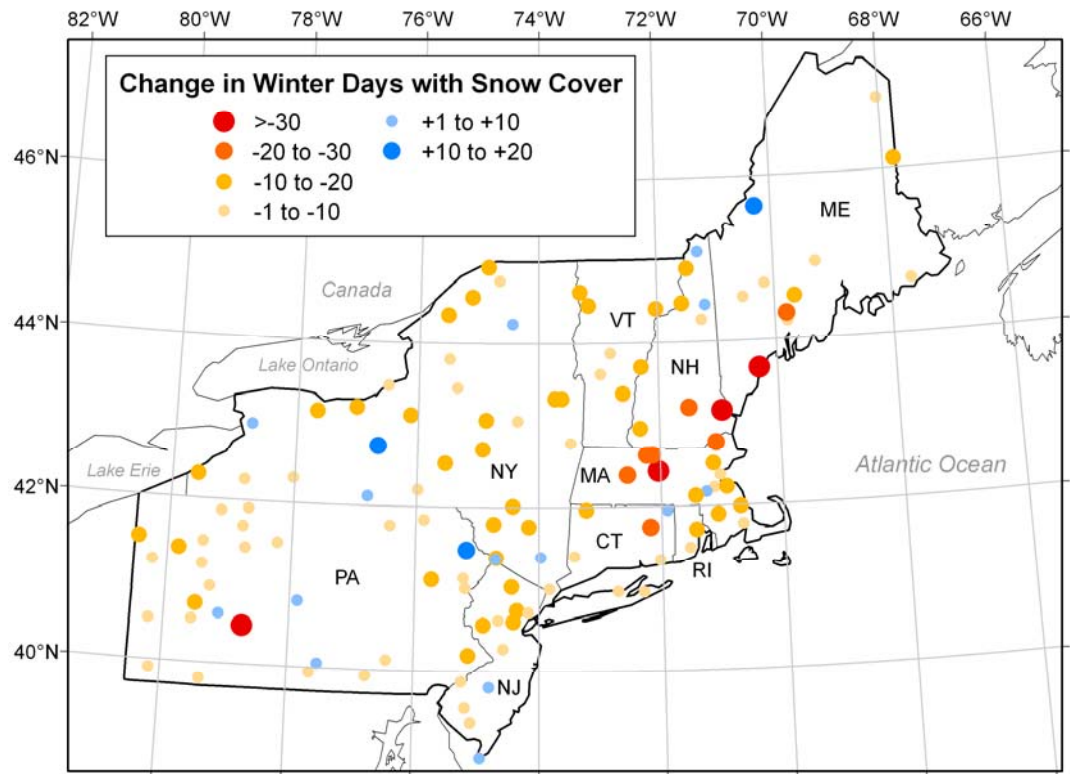 82°W 80°W 78°W 76°W 74°W 72°W 70°W 68°W 66°W
Change in Winter Days with Snow Cover
>-30 +1 to +10
-20 to -30 +10 to +20
-10 to -20
-1 to -10
46°N
ME
Canada
44°N
VT
Lake Ontario
NH
Lake Erie
NY
MA
Atlantic Ocean
42°N
CT
RI
PA
40°N
NJ